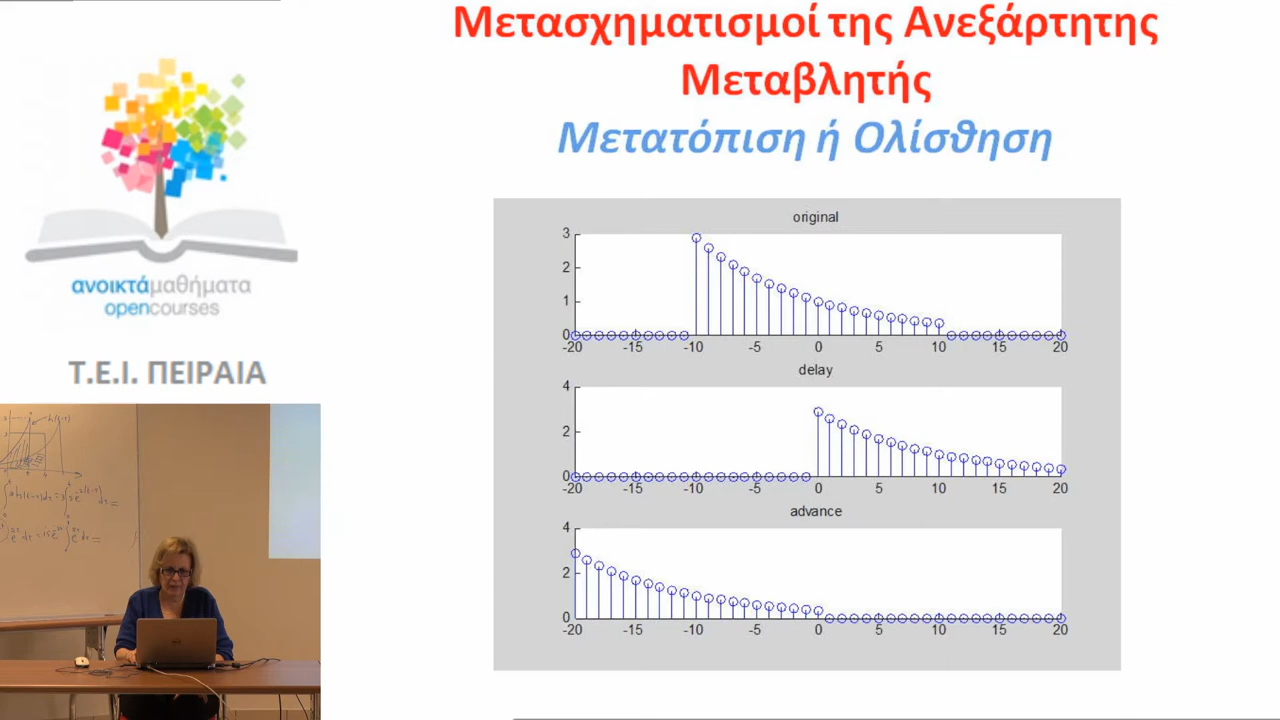 Μετασχηματισμοί της Ανεξάρτητης
Μεταβλητής
Μετατόπιση ή Ολίσθηση
ανοικτάμαθήματα
opencourses
Τ.Ε.Ι. ΠΕΙΡΑΙΑ
original
3
2
1
0
-20 -15 -10 -5 0 5 10 15 20
delay
4
2
0
-20 -15 -10 -5 0 5 10 15 20
advance
4
2
0
-20 -15 -10 -5 0 5 10 15 20